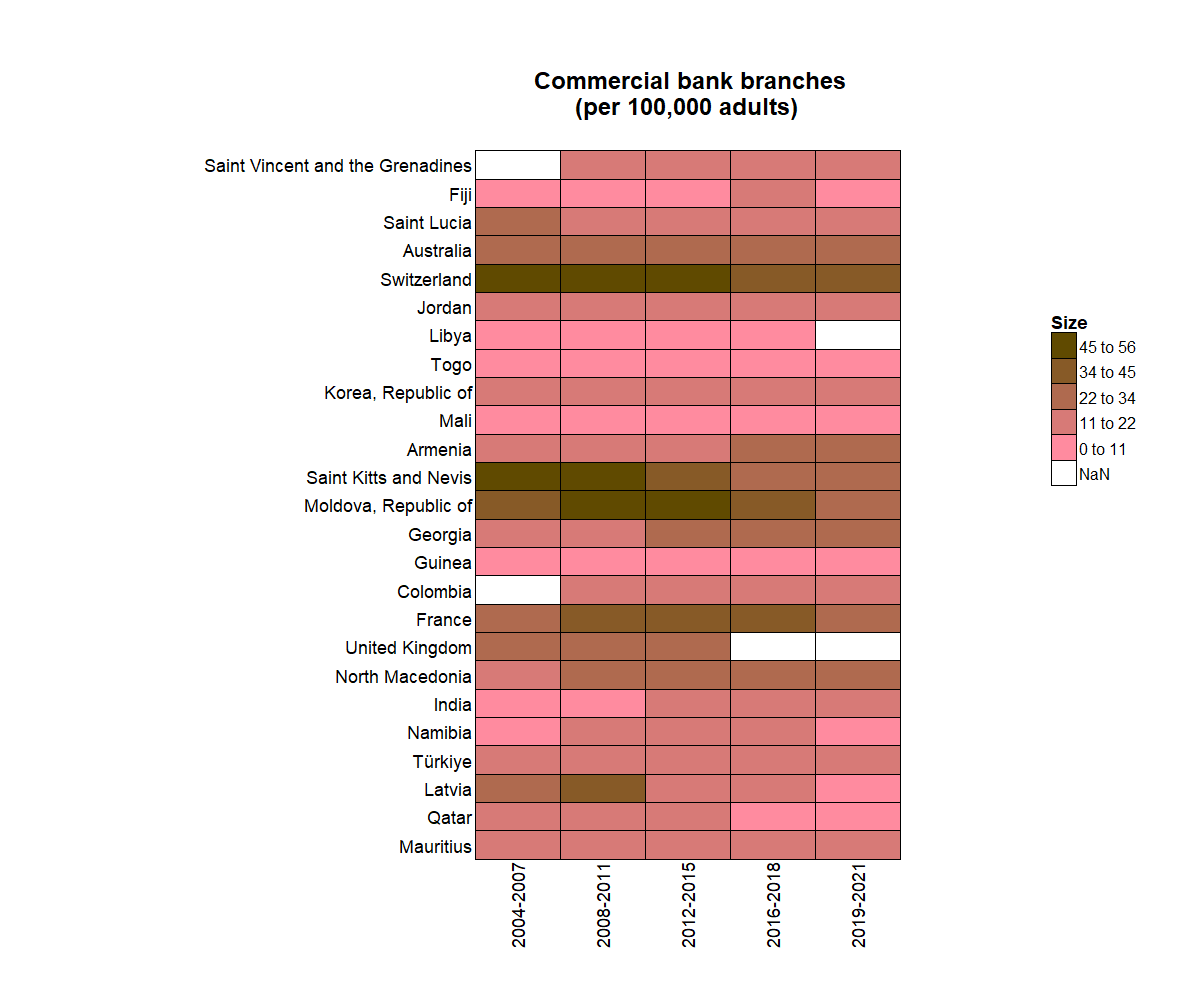 Commercial bank branches
(per 100,000 adults)
Saint Vincent and the Grenadines
Fiji
Saint Lucia
Australia
Switzerland
Jordan
Libya
Togo
Korea, Republic of
Mali
Armenia
Saint Kitts and Nevis
Moldova, Republic of
Georgia
Guinea
Colombia
France
United Kingdom
North Macedonia
India
Namibia
Türkiye
Latvia
Qatar
Mauritius
2004-2007
2008-2011
2012-2015
2016-2018
2019-2021
Size
45 to 56
34 to 45
22 to 34
11 to 22
0 to 11
NaN